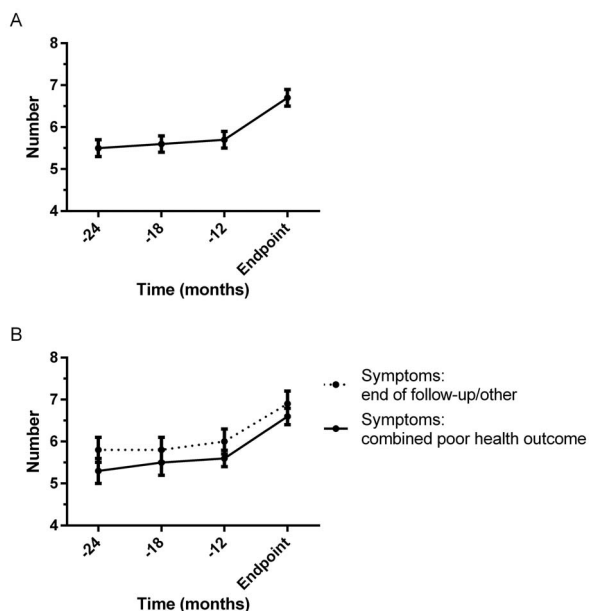 A
8
7
6
5
4
Number
-24
-18
-12
Endpoint
Time (months)
B
8
7
6
5
4
Number
-24
-18
-12
Endpoint
Time (months)
Symptoms:
end of follow-up/other
Symptoms:
combined poor health outcome